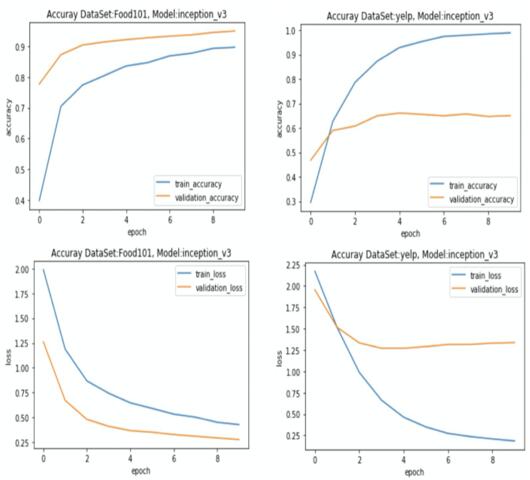 Accuray DataSet:Food101, Model:inception_v3
accuracy
0.9
0.8
0.7
0.6
0.5
0.4
train_accuracy
validation_accuracy
0 2 4 6 8
epoch
Accuray DataSet:yelp, Model:inception_v3
accuracy
1.0
0.9
0.8
0.7
0.6
0.5
0.4
0.3
train_accuracy
validation_accuracy
0 2 4 6 8
epoch
Accuray DataSet:Food101, Model:inception_v3
loss
2.00
1.75
1.50
1.25
1.00
0.75
0.50
0.25
train_loss
validation_loss
0 2 4 6 8
epoch
Accuray DataSet:yelp, Model:inception_v3
loss
2.25
2.00
1.75
1.50
1.25
1.00
0.75
0.50
0.25
train_loss
validation_loss
0 2 4 6 8
epoch